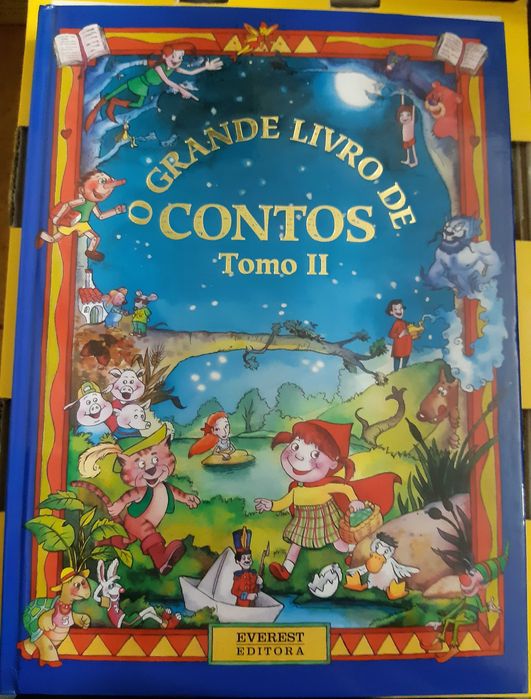 O GRANDE LIVRO DE
CONTOS
Tomo II
EVEREST
EDITORA